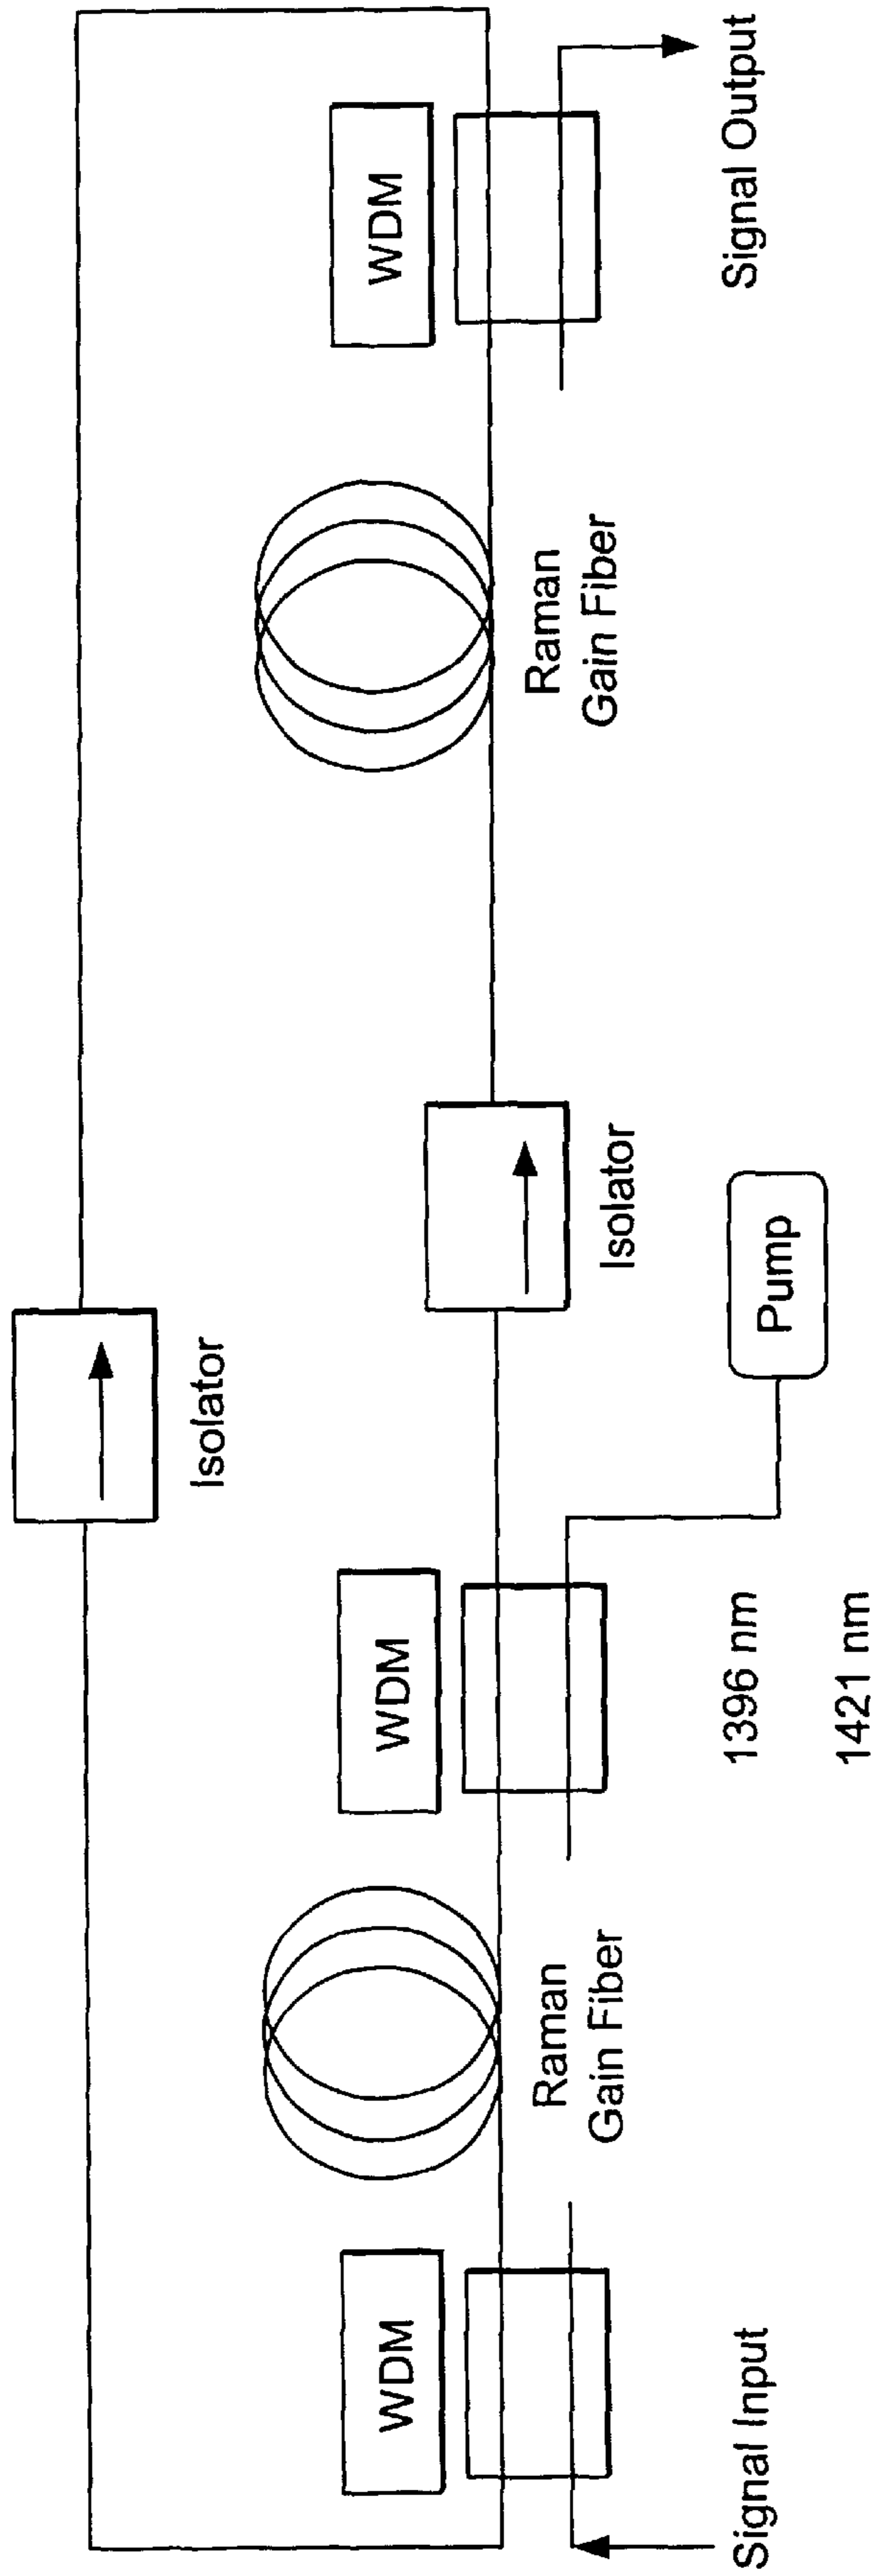 Isolator
WDM
WDM
WDM
Signal Input
Raman
Gain Fiber
1396 nm
1421 nm
Pump
Isolator
Raman
Gain Fiber
Signal Output